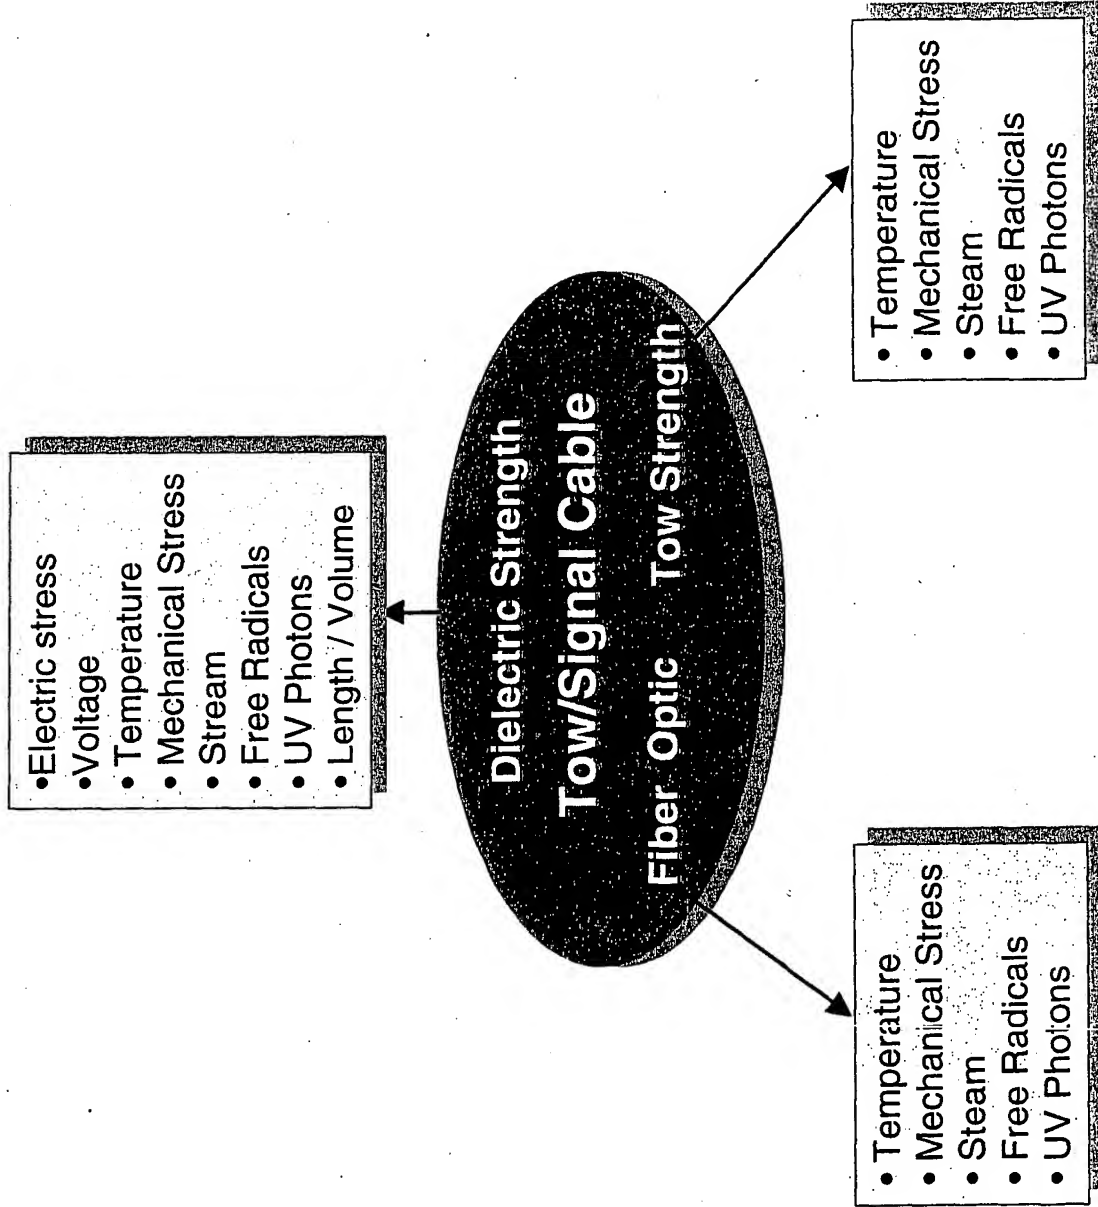 •Electric stress
•Voltage
• Temperature
• Mechanical Stress
• Stream
• Free Radicals
• UV Photons
• Length / Volume
Dielectric Strength
Tow/Signal Cable
Fiber Optic Tow Strength
• Temperature
• Mechanical Stress
• Steam
• Free Radicals
• UV Photons
• Temperature
• Mechanical Stress
• Steam
• Free Radicals
• UV Photons